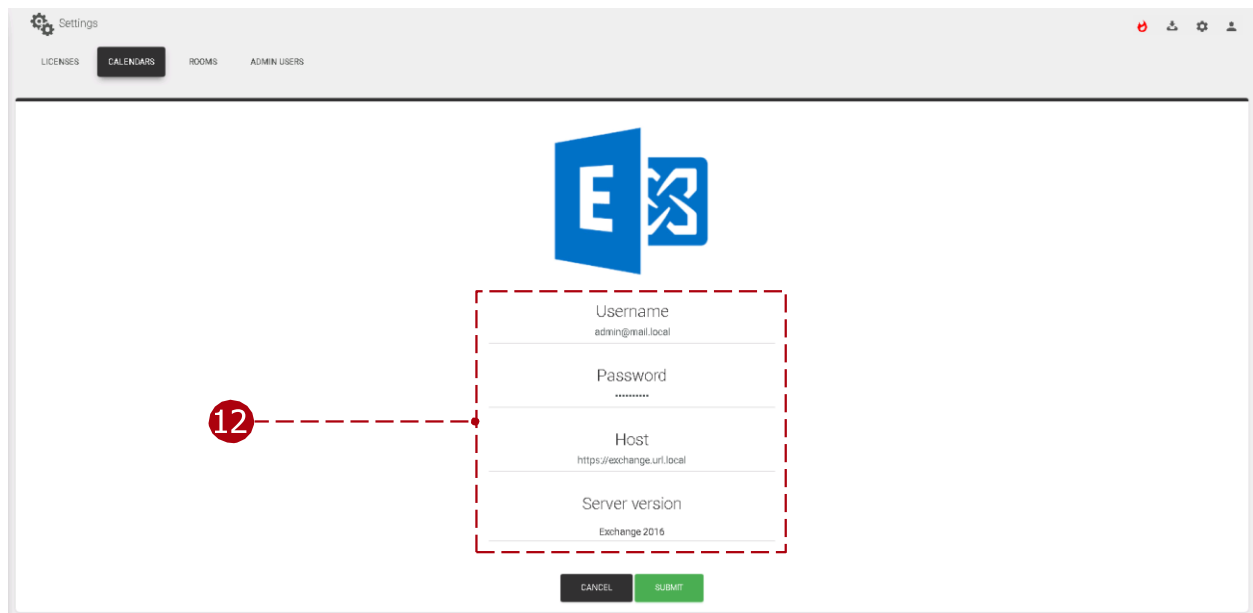 Settings
LICENSES CALENDARS ROOMS ADMIN USERS
E
Username
admin@mail.local
Password
••••••••••
12
Host
https://exchange.url.local
Server version
Exchange 2016
CANCEL SUBMIT